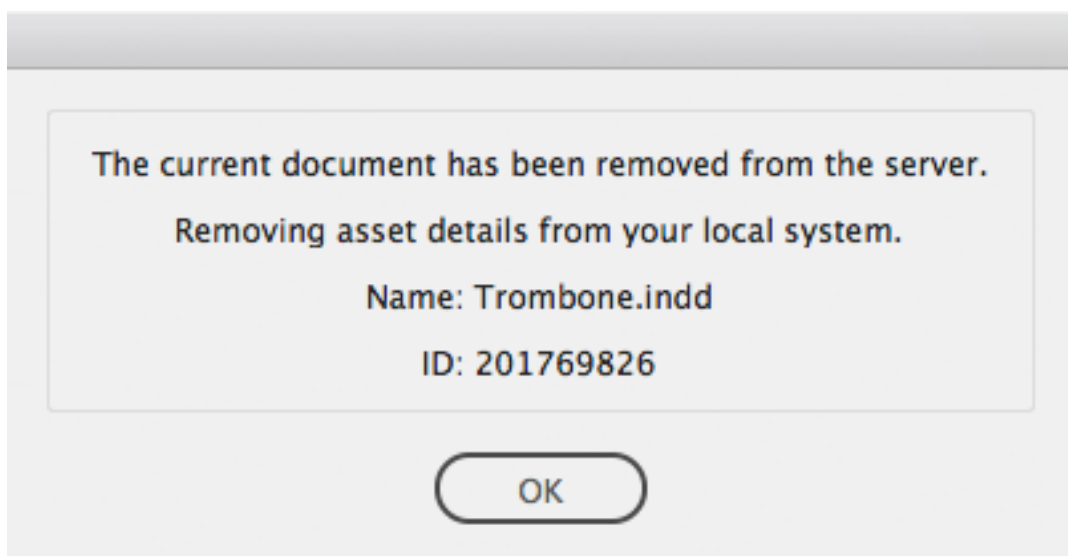 The current document has been removed from the server.
Removing asset details from your local system.
Name: Trombone.indd
ID: 201769826
OK